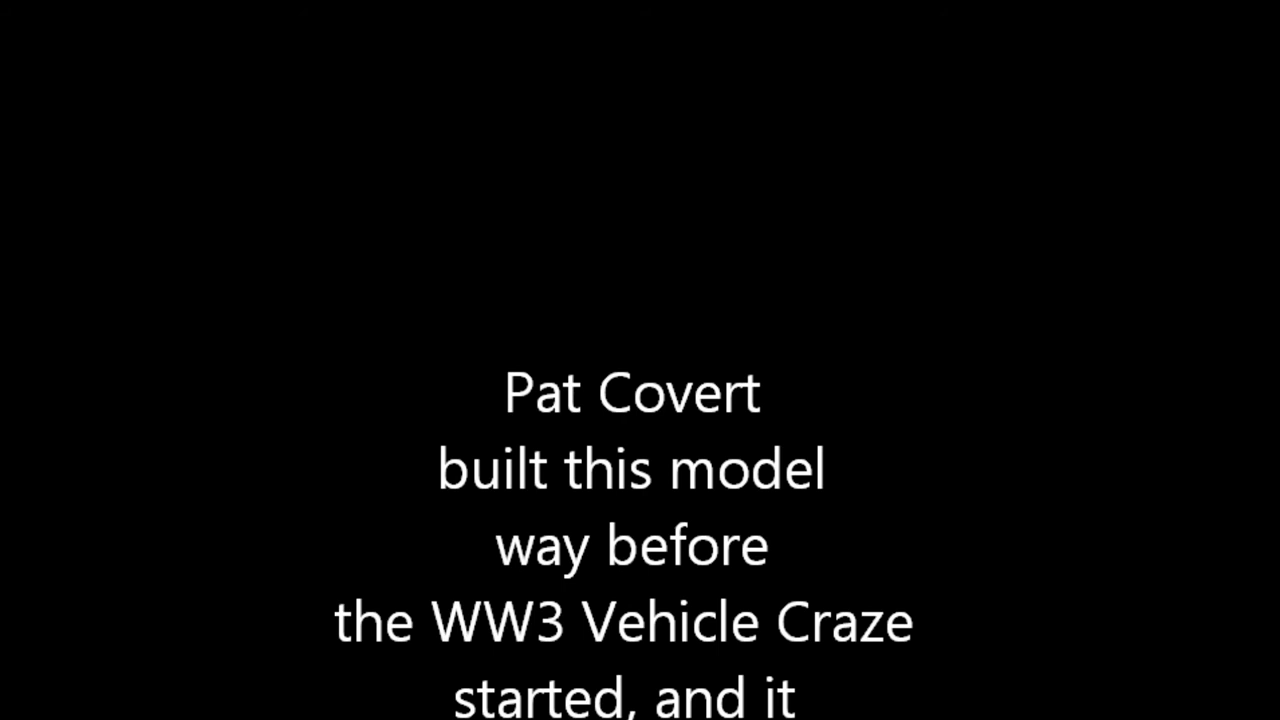 Pat Covert
built this model
way before
the WW3 Vehicle Craze
started, and it